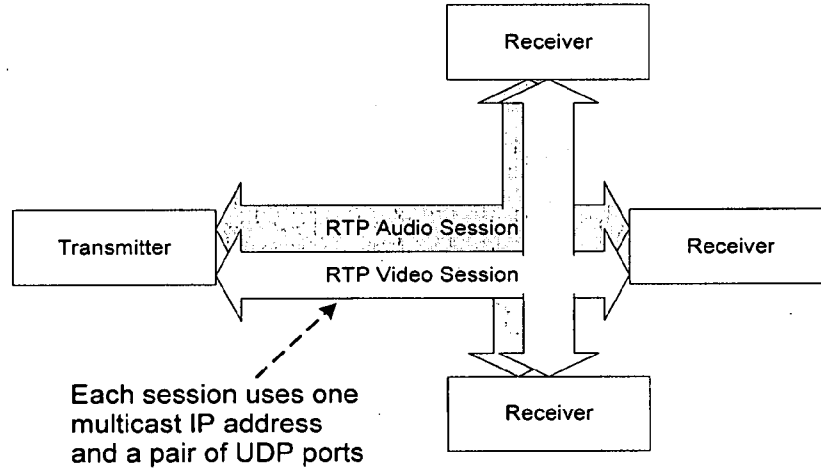 Receiver
RTP Audio Session
Transmitter
Receiver
RTP Video Session
Each session uses one
multicast IP address
and a pair of UDP ports
Receiver